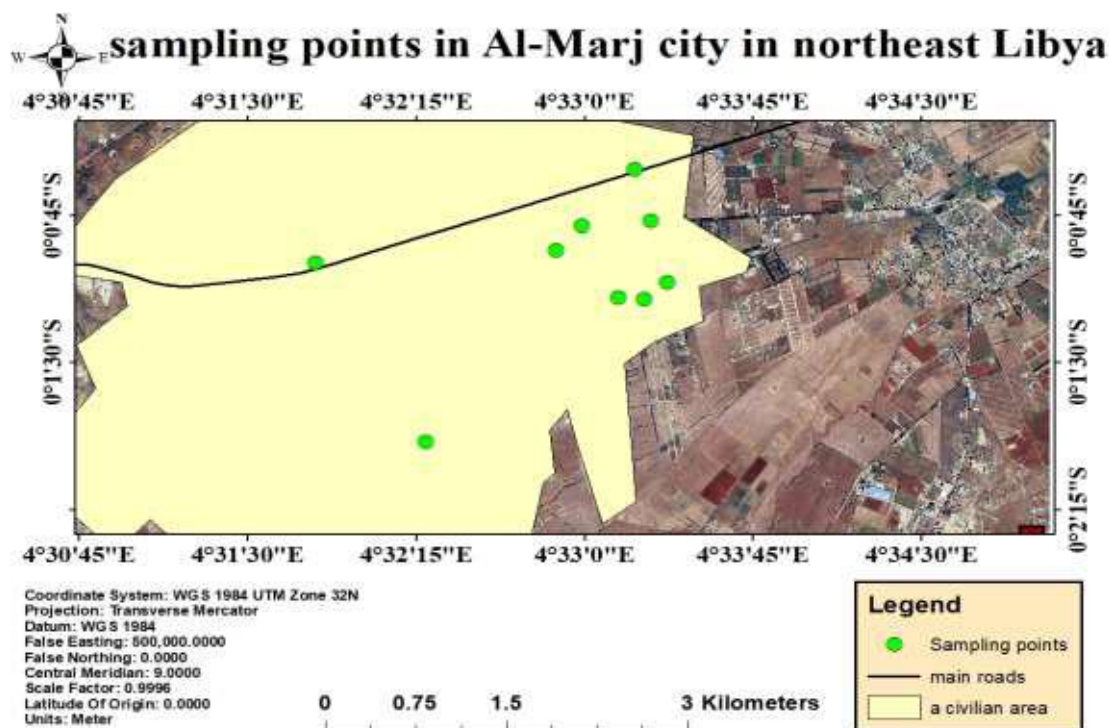 N
W E
sampling points in Al-Marj city in northeast Libya
4°30'45"E 4°31'30"E 4°32'15"E 4°33'0"E 4°33'45"E 4°34'30"E
0°0'45"S 0°0'45"S
0°1'30"S 0°1'30"S
0°2'15"S
4°30'45"E 4°31'30"E 4°32'15"E 4°33'0"E 4°33'45"E 4°34'30"E
Coordinate System: WGS 1984 UTM Zone 32N
Projection: Transverse Mercator
Datum: WGS 1984
False Easting: 500,000.0000
False Northing: 0.0000
Central Meridian: 9.0000
Scale Factor: 0.9996
Latitude Of Origin: 0.0000
Units: Meter
0 0.75 1.5 3 Kilometers
Legend
Sampling points
main roads
a civilian area